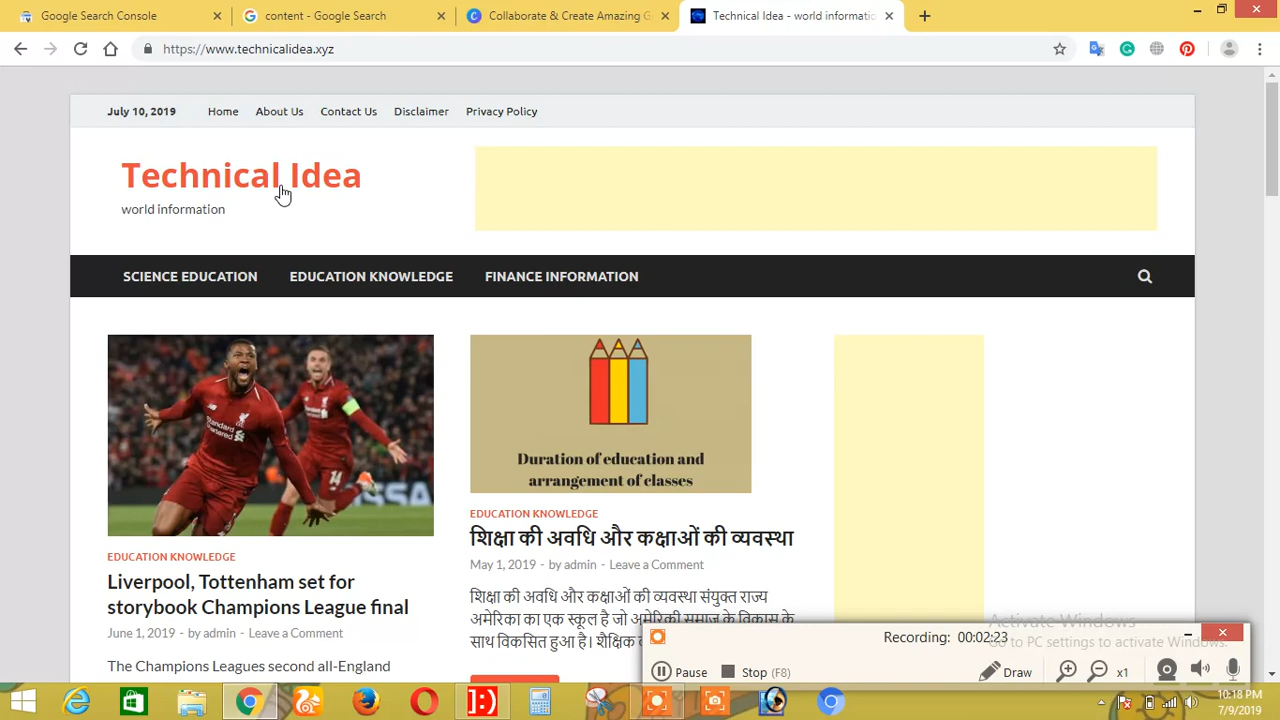 Google Search Console
content - Google Search
Collaborate & Create Amazing G
Technical Idea - world informatic
https://www.technicalidea.xyz
July 10, 2019 Home About Us Contact Us Disclaimer Privacy Policy
Technical Idea
world information
SCIENCE EDUCATION EDUCATION KNOWLEDGE FINANCE INFORMATION
Duration of education and
arrangement of classes
EDUCATION KNOWLEDGE
शिक्षा की अवधि और कक्षाओं की व्यवस्था
May 1, 2019 - by admin - Leave a Comment
शिक्षा की अवधि और कक्षाओं की व्यवस्था संयुक्त राज्य
अमेरिका का एक स्कूल है जो अमेरिकी समाज के विकास के
साथ विकसित हुआ है। शैक्षिक
Standard
Chartered
14
EDUCATION KNOWLEDGE
Liverpool, Tottenham set for
storybook Champions League final
June 1, 2019 - by admin - Leave a Comment
The Champions Leagues second all-England
Activate Windows
Go to PC settings to activate Windows.
Recording: 00:02:23
Pause Stop (F8) Draw x1
10:18 PM
7/9/2019